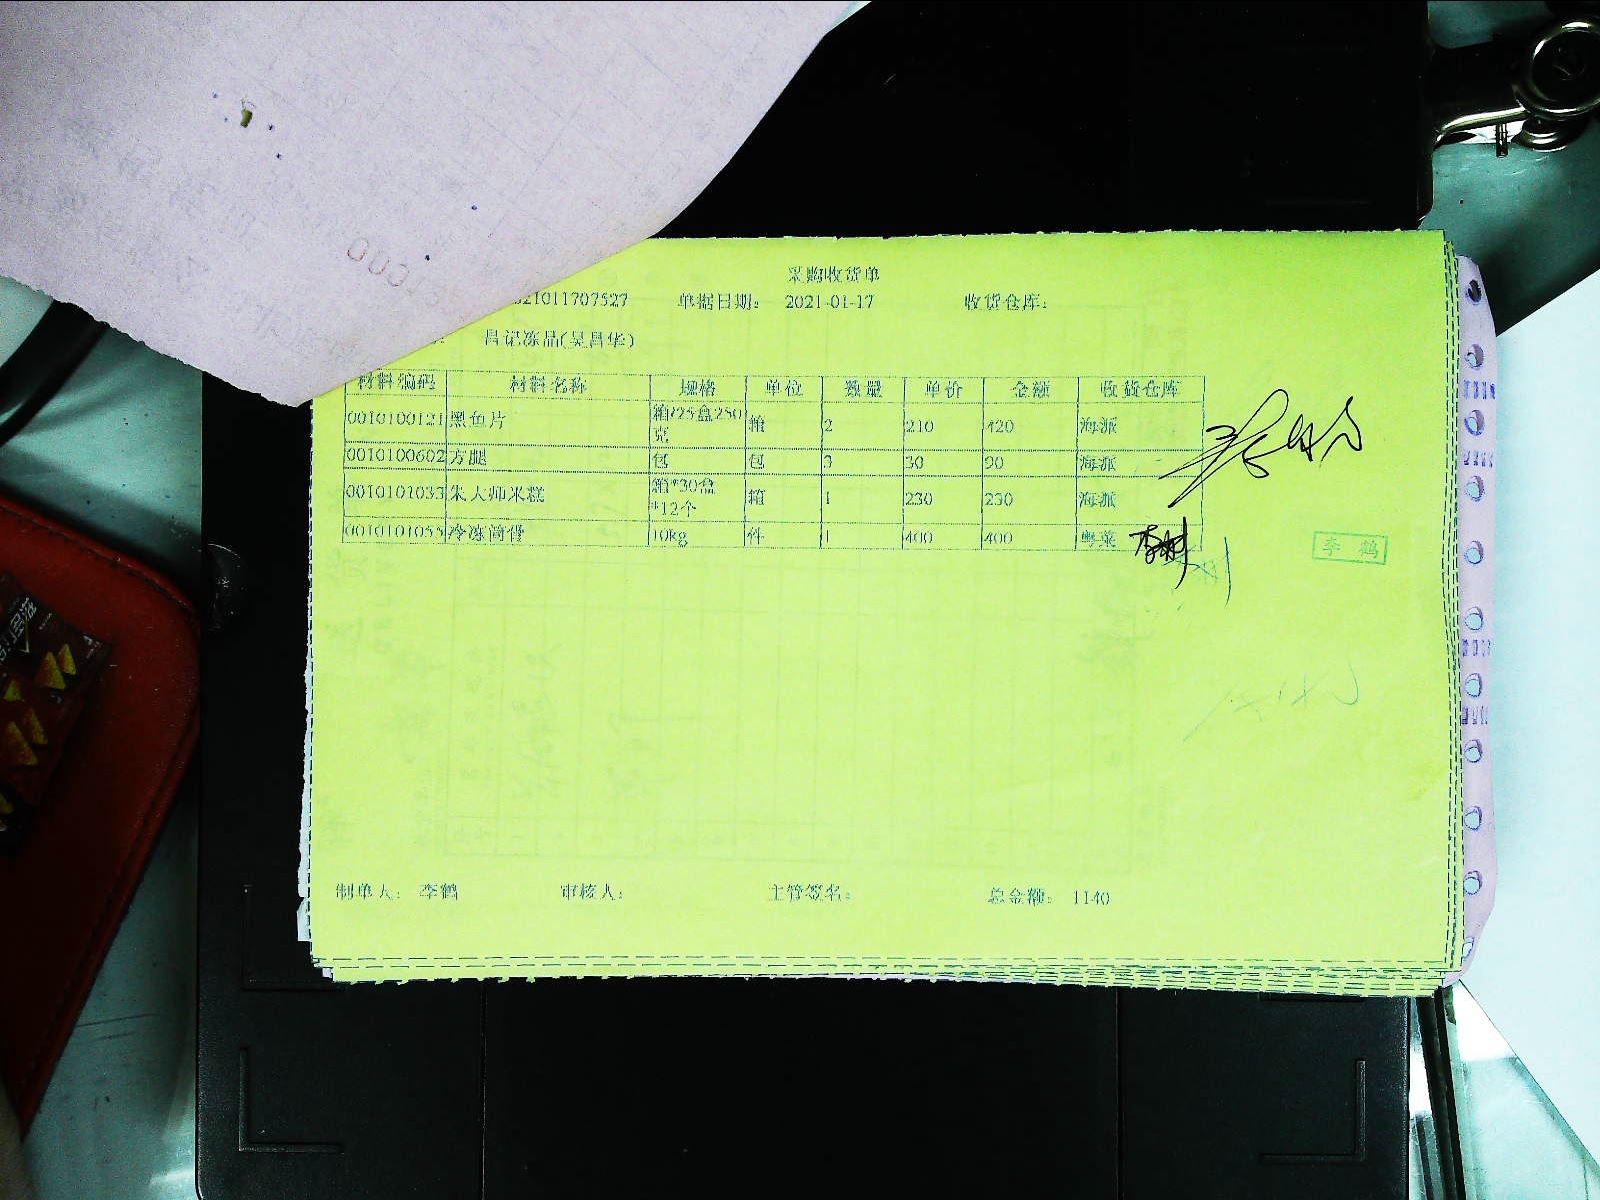 采购收货单
21011707527 单据日期: 2021-01-17 收货仓库:
昌记冻品(吴昌华)
材料编码 材料名称 规格 单位 数量 单价 金额 收货仓库
0010100121 黑鱼片 箱/25盒250克 箱 2 210 420 海派
0010100602 方腿 包 包 3 30 90 海派
0010101033 朱大师米糕 箱*30盒*12个 箱 1 230 230 海派
0010101055 冷冻筒骨 10kg 件 1 400 400 粤菜
李鹤
制单人: 李鹤 审核人: 主管签名: 总金额: 1140